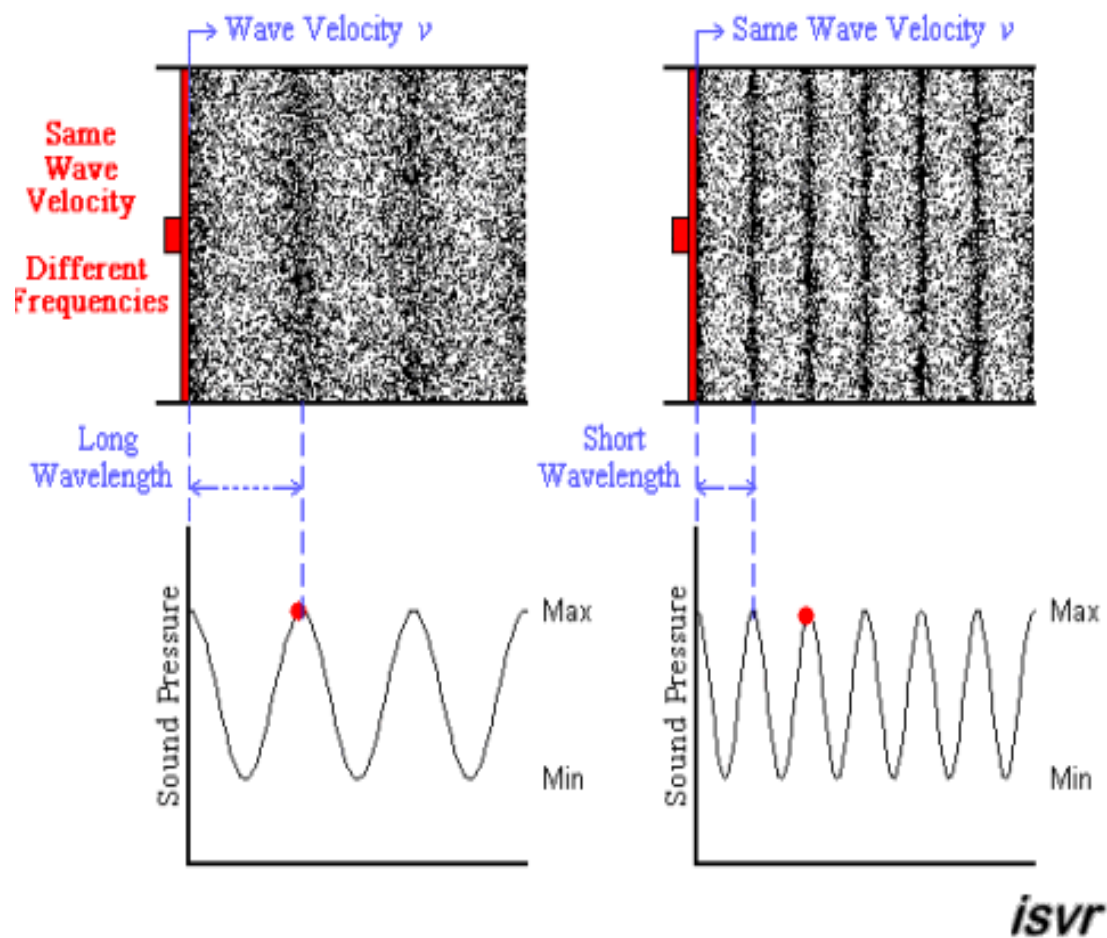 Wave Velocity ν
Same Wave Velocity ν
Same
Wave
Velocity
Different
Frequencies
Long
Wavelength
Short
Wavelength
Sound Pressure
Max
Min
Sound Pressure
Max
Min
isvr